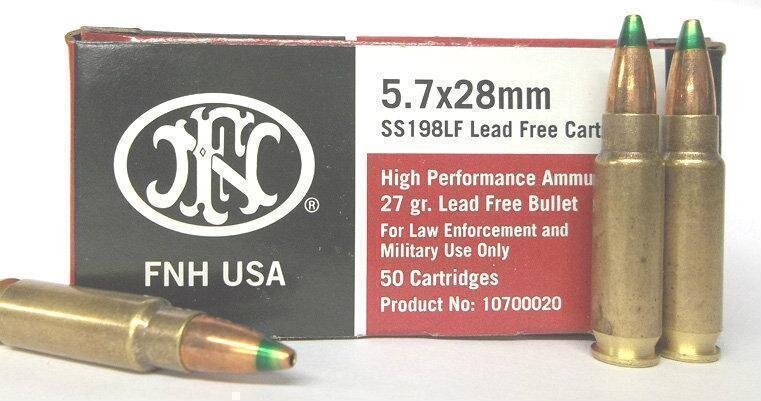 FN ®
FNH USA
5.7x28mm
SS198LF Lead Free Cart
High Performance Ammu
27 gr. Lead Free Bullet
For Law Enforcement and
Military Use Only
50 Cartridges
Product No: 10700020